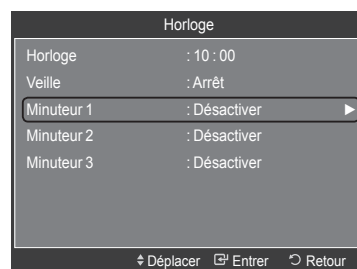 Horloge
Horloge : 10 : 00
Veille : Arrêt
Minuteur 1 : Désactiver ►
Minuteur 2 : Désactiver
Minuteur 3 : Désactiver
Déplacer Entrer Retour